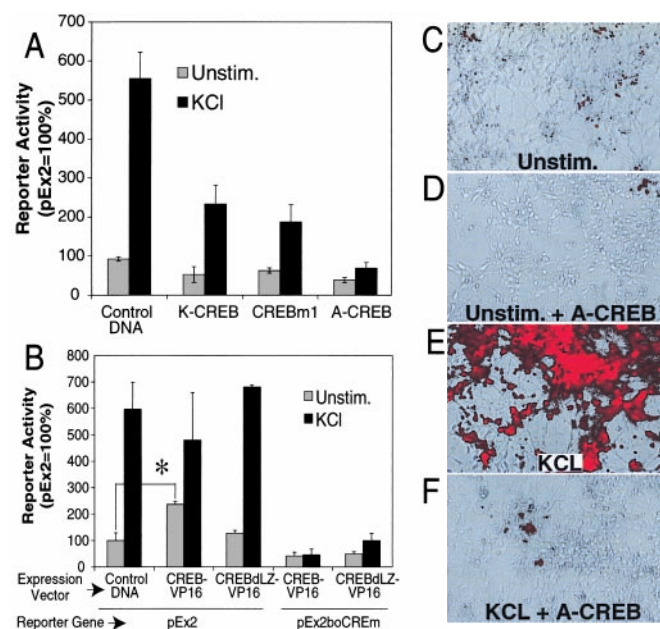 A
Reporter Activity
(pEx2=100%)
700
600
500
400
300
200
100
0
Unstim.
KCl
Control
DNA
K-CREB
CREBm1
A-CREB
B
Reporter Activity
(pEx2=100%)
800
700
600
500
400
300
200
100
0
Unstim.
KCl
*
Expression
Vector
Control
DNA
CREB-
VP16
CREBdLZ-
VP16
CREB-
VP16
CREBdLZ-
VP16
Reporter Gene
pEx2
pEx2boCREm
C
Unstim.
D
Unstim. + A-CREB
E
KCL
F
KCL + A-CREB